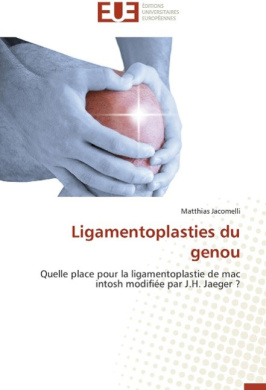 EUE
ÉDITIONS
UNIVERSITAIRES
EUROPÉENNES
Matthias Jacomelli
Ligamentoplasties du
genou
Quelle place pour la ligamentoplastie de mac
intosh modifiée par J.H. Jaeger ?